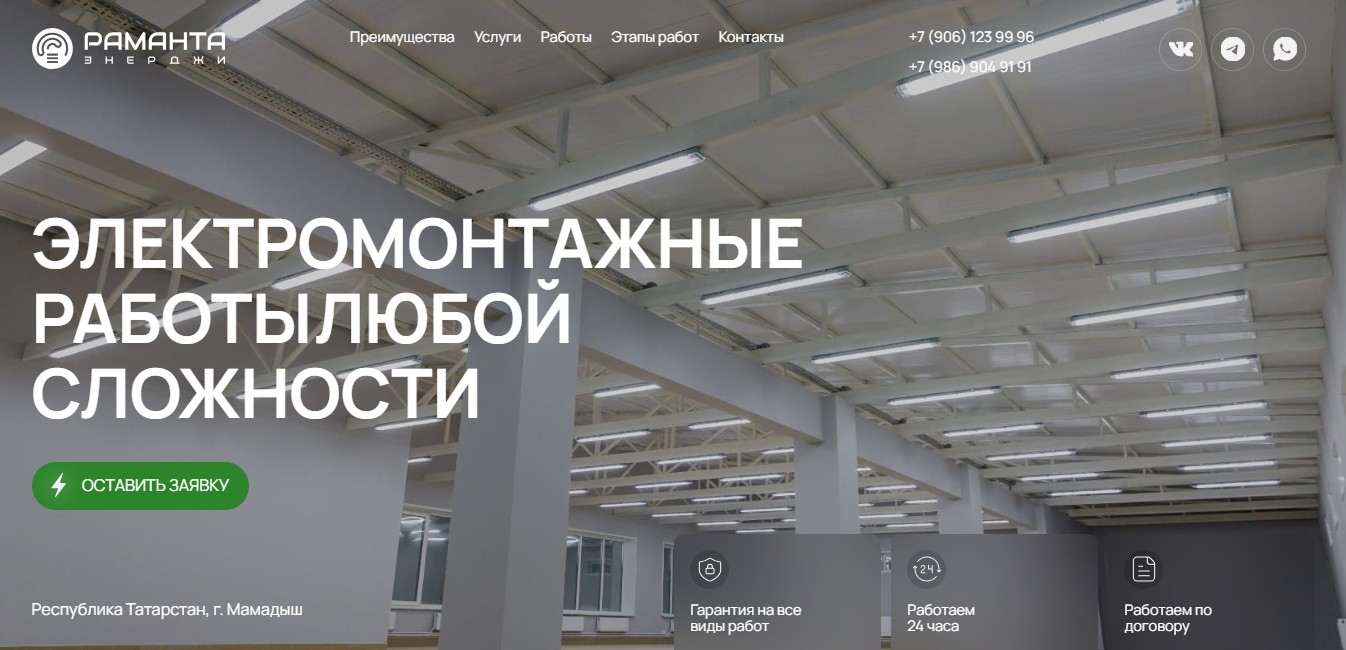 РАМАНТА
ЭНЕРДЖИ
Преимущества Услуги Работы Этапы работ Контакты
+7 (906) 123 99 96
+7 (986) 904 91 91
ЭЛЕКТРОМОНТАЖНЫЕ
РАБОТЫЛЮБОЙ
СЛОЖНОСТИ
ОСТАВИТЬ ЗАЯВКУ
Республика Татарстан, г. Мамадыш
Гарантия на все
виды работ
24
Работаем
24 часа
Работаем по
договору